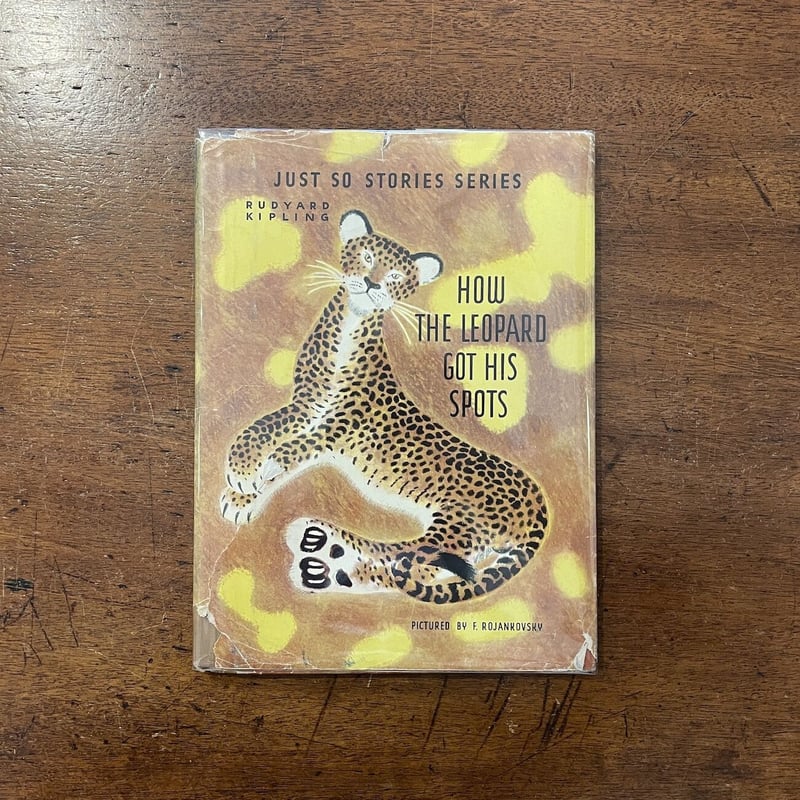 JUST SO STORIES SERIES
RUDYARD
KIPLING
HOW
THE LEOPARD
GOT HIS
SPOTS
PICTURED BY F. ROJANKOVSKY